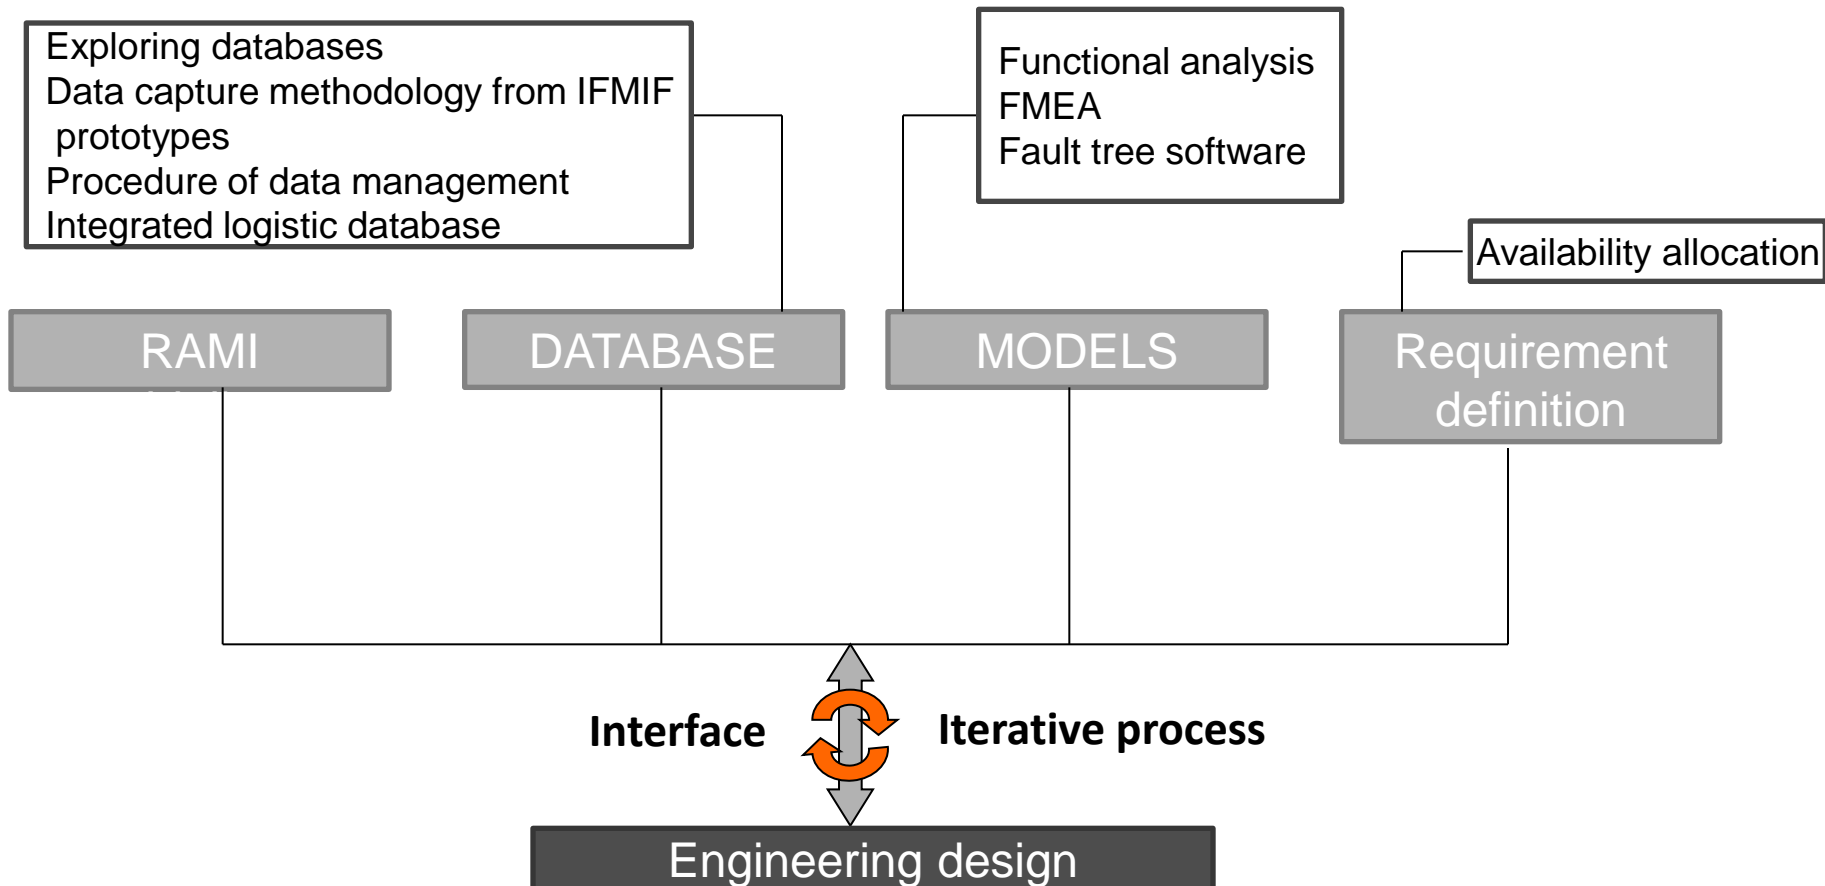 Exploring databases
Data capture methodology from IFMIF
prototypes
Procedure of data management
Integrated logistic database
Functional analysis
FMEA
Fault tree software
Availability allocation
RAMI
DATABASE
MODELS
Requirement
definition
Interface
Iterative process
Engineering design